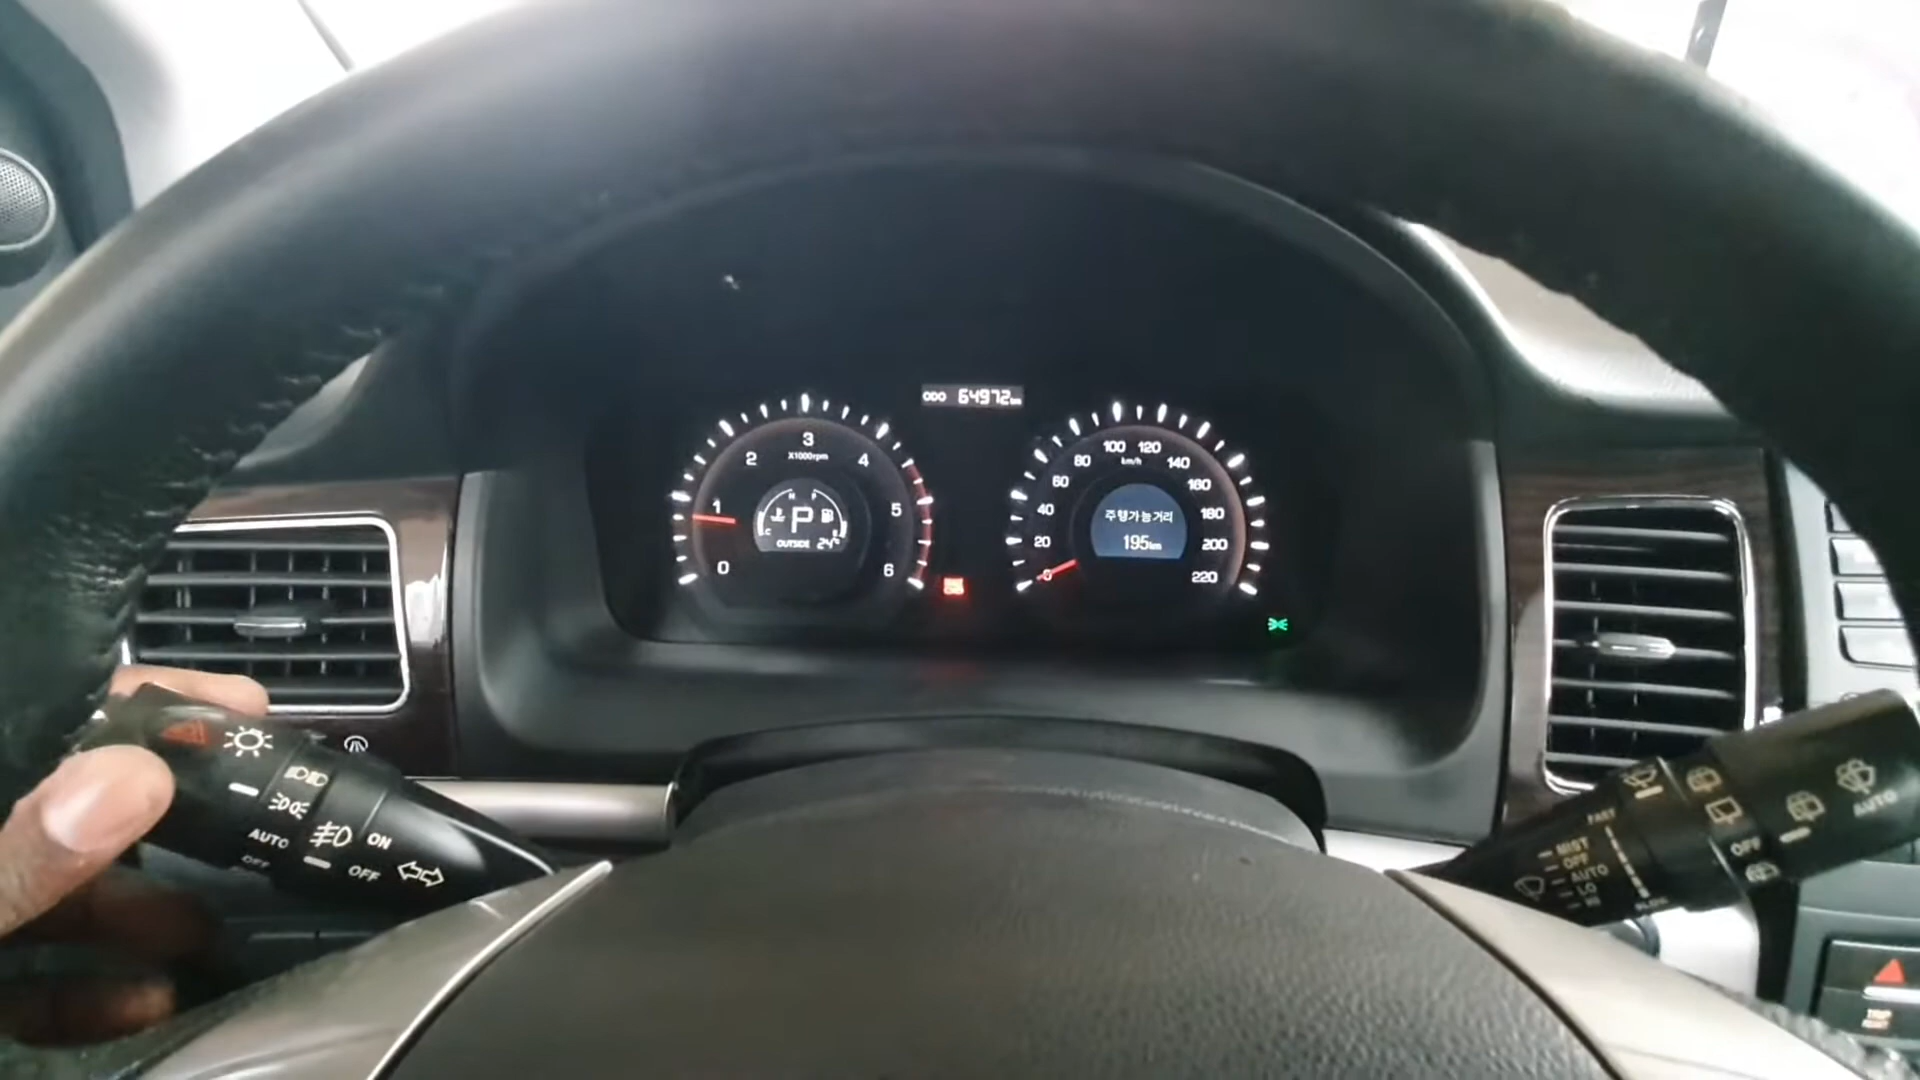 ODO 64972km
0 1 2 3 4 5 6
X1000rpm
N P
P
C
OUTSIDE 24°
0 20 40 60 80 100 120 140 160 180 200 220
km/h
주행가능거리
195km
AUTO
OFF
ON
OFF
FAST
MIST
OFF
AUTO
LO
HI
SLOW
OFF
AUTO
TRIP
RESET